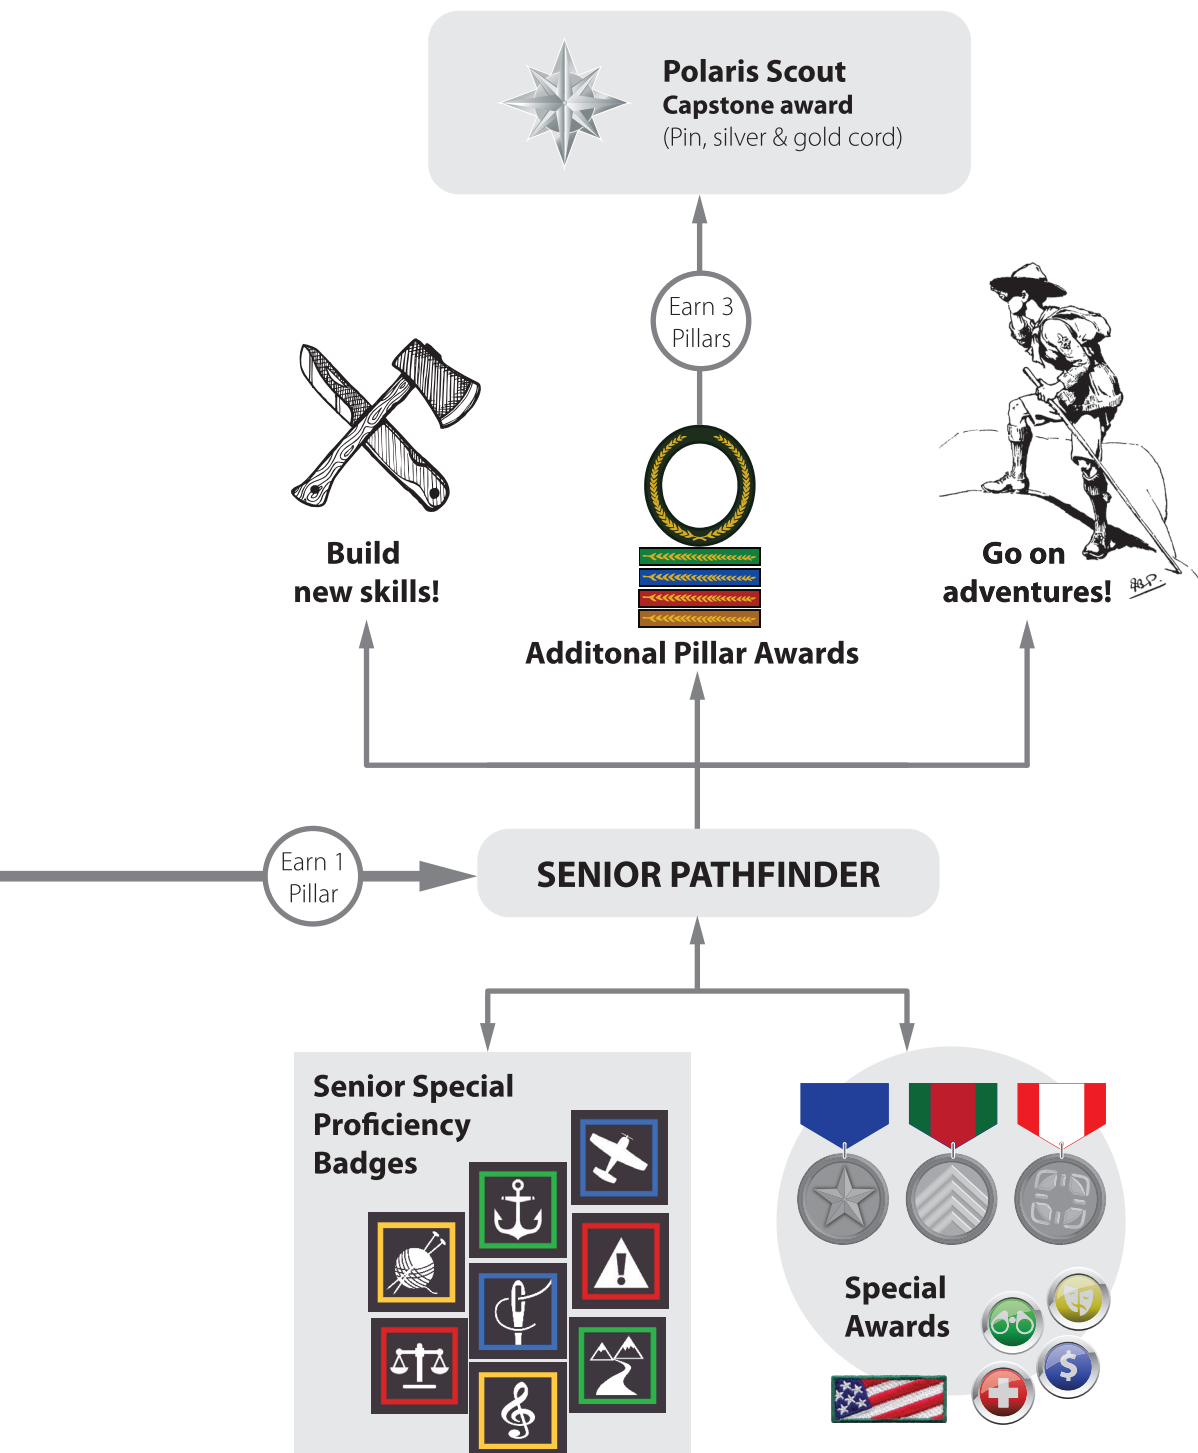 Polaris Scout
Capstone award
(Pin, silver & gold cord)
Earn 3
Pillars
Build
new skills!
Go on
adventures!
Additonal Pillar Awards
Earn 1
Pillar
SENIOR PATHFINDER
Senior Special
Proficiency
Badges
Special
Awards
$